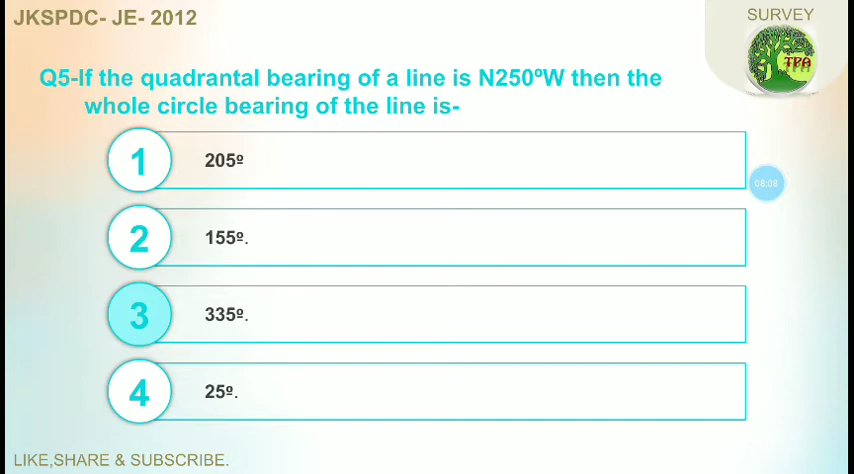 JKSPDC- JE- 2012
SURVEY
TPA
Q5-If the quadrantal bearing of a line is N250ºW then the
whole circle bearing of the line is-
1 205º
08:08
2 155º.
3 335º.
4 25º.
LIKE,SHARE & SUBSCRIBE.